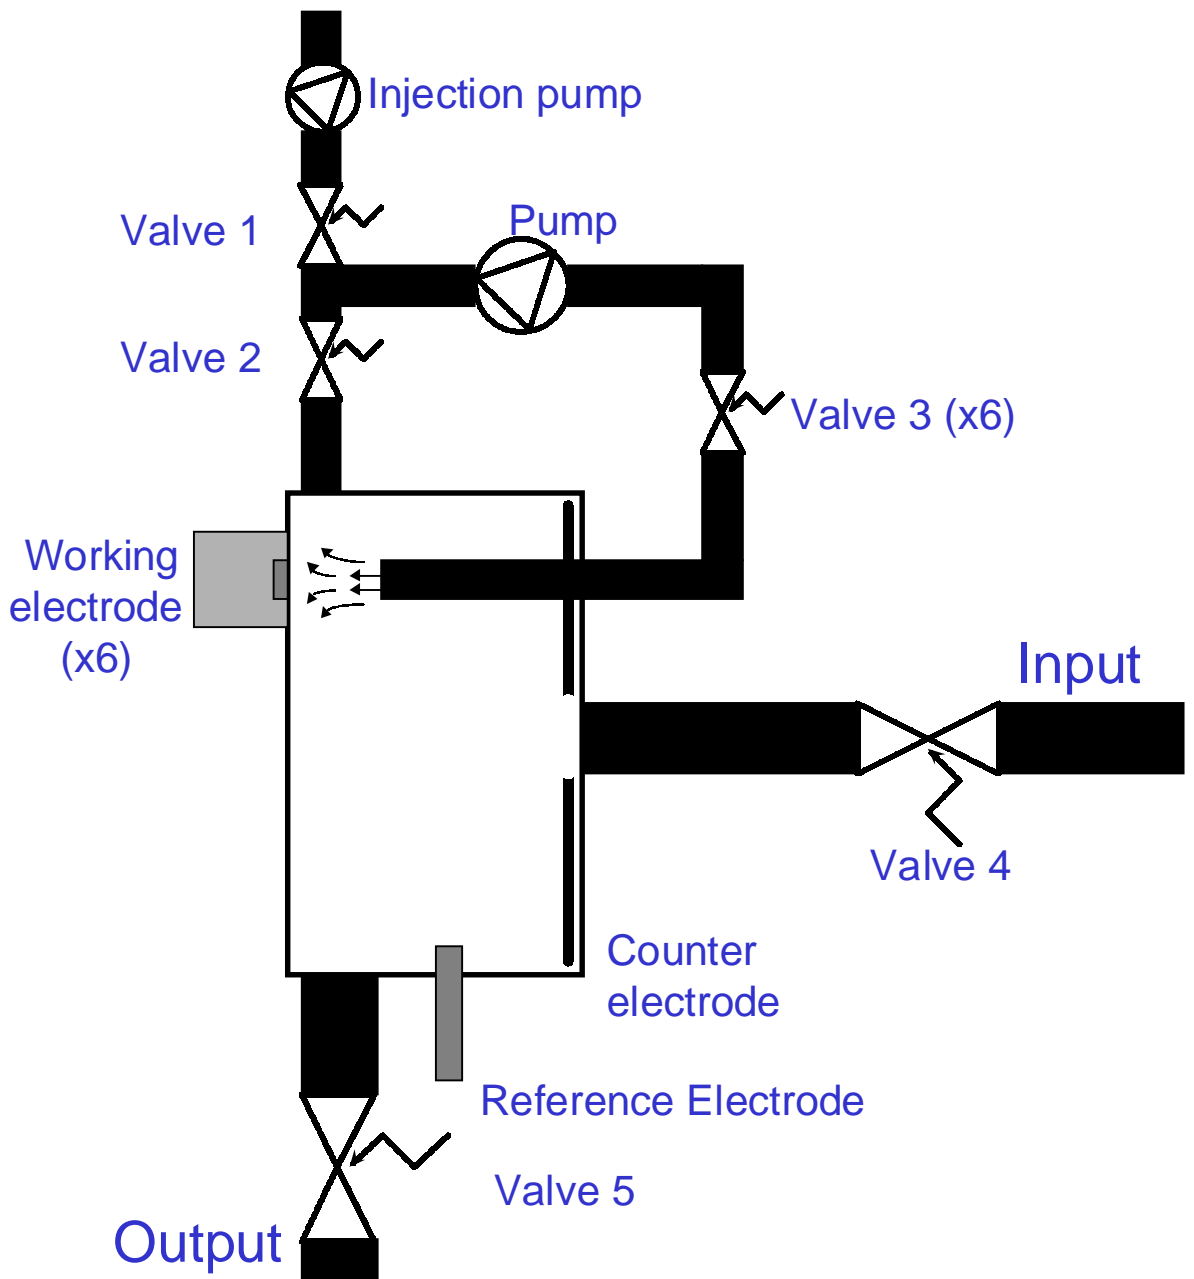 Injection pump
Valve 1
Pump
Valve 2
Valve 3 (x6)
Working
electrode
(x6)
Input
Valve 4
Counter
electrode
Reference Electrode
Valve 5
Output